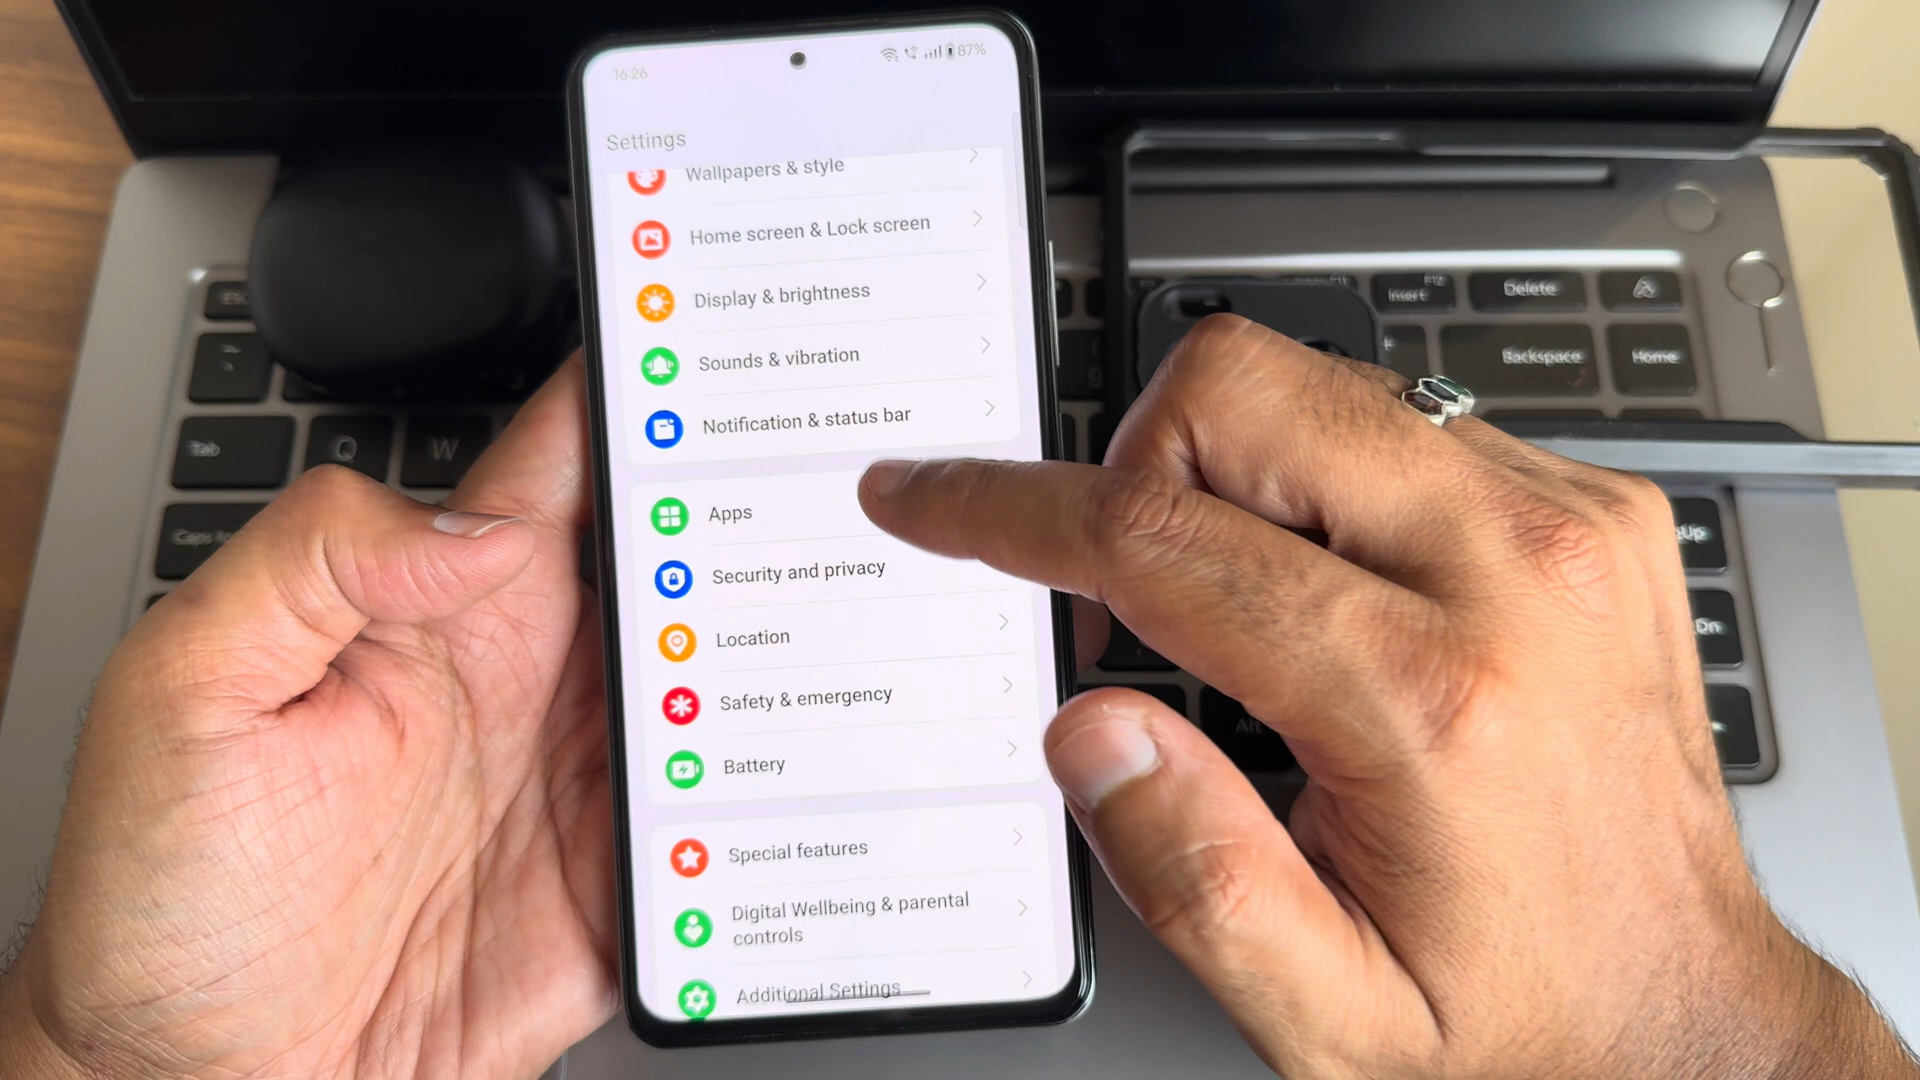 16:26
87%
Settings
Wallpapers & style
Home screen & Lock screen
Display & brightness
Sounds & vibration
Notification & status bar
Apps
Security and privacy
Location
Safety & emergency
Battery
Special features
Digital Wellbeing & parental
controls
Additional Settings
Esc
Tab
Q
W
Caps
F12
Insert
Delete
Backspace
Home
Up
Dn
Alt